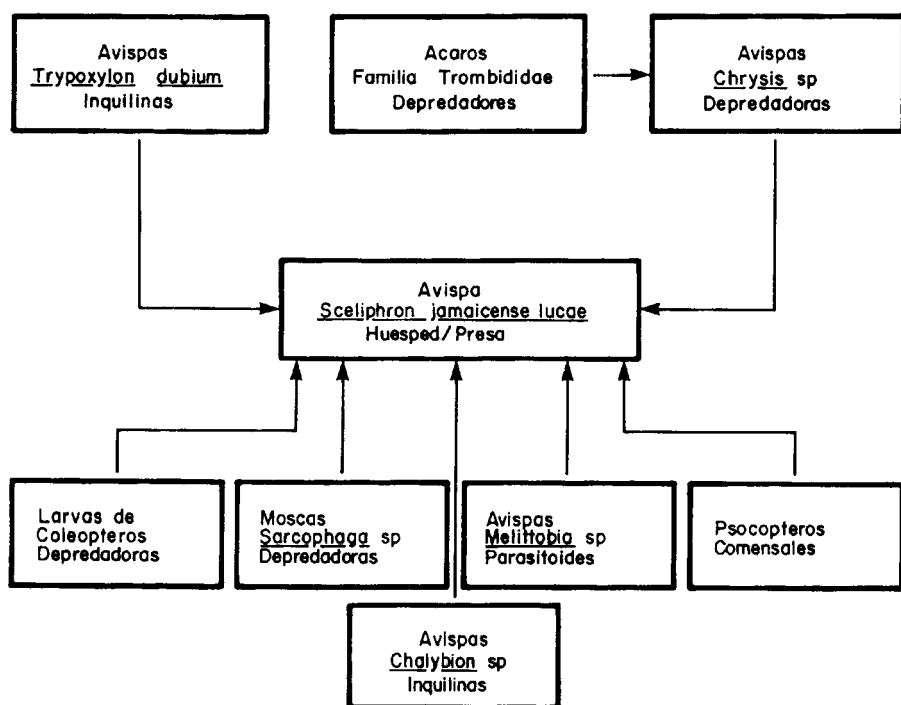 Avispas
Trypoxylon dubium
Inquilinas
Acaros
Familia Trombididae
Depredadores
Avispas
Chrysis sp
Depredadoras
Avispa
Sceliphron jamaicense lucae
Huesped/Presa
Larvas de
Coleopteros
Depredadoras
Moscas
Sarcophaga sp
Depredadoras
Avispas
Melittobia sp
Parasitoides
Psocopteros
Comensales
Avispas
Chalybion sp
Inquilinas